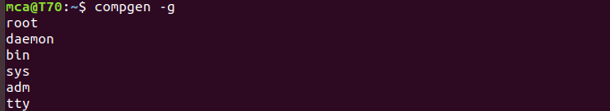 mca@T70:~$ compgen -g
root
daemon
bin
sys
adm
tty